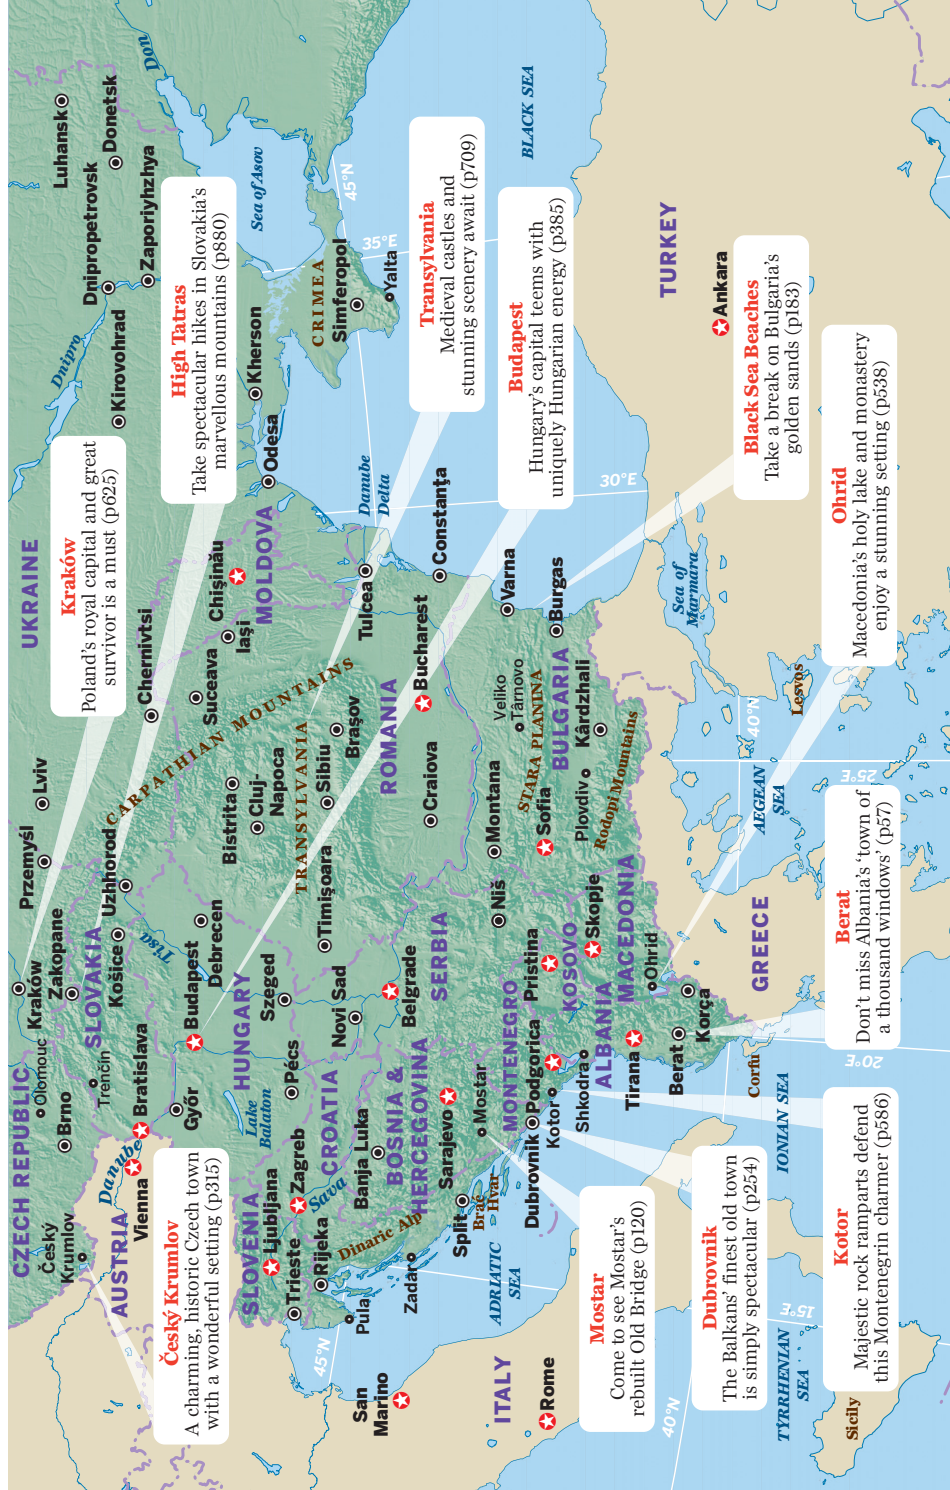 Kraków
Poland's royal capital and great
survivor is a must (p625)
High Tatras
Take spectacular hikes in Slovakia's
marvellous mountains (p880)
Transylvania
Medieval castles and
stunning scenery await (p709)
Budapest
Hungary's capital teems with
uniquely Hungarian energy (p385)
Black Sea Beaches
Take a break on Bulgaria's
golden sands (p183)
Ohrid
Macedonia's holy lake and monastery
enjoy a stunning setting (p538)
Berat
Don't miss Albania's 'town of
a thousand windows' (p57)
Český Krumlov
A charming, historic Czech town
with a wonderful setting (p315)
Mostar
Come to see Mostar's
rebuilt Old Bridge (p120)
Dubrovnik
The Balkans' finest old town
is simply spectacular (p254)
Kotor
Majestic rock ramparts defend
this Montenegrin charmer (p586)
CZECH REPUBLIC
Olomouc
Brno
Český
Krumlov
AUSTRIA
Vienna
Danube
Bratislava
Trenčín
SLOVAKIA
Kraków
Zakopane
Košice
Przemyśl
Lviv
Uzhhorod
UKRAINE
Chernivtsi
Kirovohrad
Dnipro
Dnipropetrovsk
Zaporiyhzhya
Donetsk
Luhansk
Don
Sea of Asov
45°N
35°E
CRIMEA
Simferopol
Yalta
Kherson
Odesa
MOLDOVA
Chişinău
Iaşi
Suceava
CARPATHIAN MOUNTAINS
Tisa
Győr
Budapest
Debrecen
HUNGARY
Lake
Balaton
Szeged
Pécs
Bistrita
Cluj-
Napoca
TRANSYLVANIA
Sibiu
Braşov
Timişoara
ROMANIA
Craiova
Bucharest
Tulcea
Danube
Delta
Constanţa
BLACK SEA
30°E
SLOVENIA
Ljubljana
Trieste
Zagreb
Sava
CROATIA
Rijeka
Pula
Zadar
Dinaric Alp
Split
Brač
Hvar
Dubrovnik
Banja Luka
BOSNIA &
HERCEGOVINA
Sarajevo
Mostar
Novi Sad
Belgrade
SERBIA
Niš
MONTENEGRO
Podgorica
Kotor
Pristina
KOSOVO
Skopje
MACEDONIA
Ohrid
ALBANIA
Shkodra
Tirana
Berat
Korça
Montana
Sofia
STARA PLANINA
Veliko
Târnovo
Varna
Burgas
BULGARIA
Plovdiv
Kârdzhali
Rodopi Mountains
45°N
San
Marino
ITALY
Rome
ADRIATIC
SEA
40°N
TYRRHENIAN
SEA
15°E
Sicily
IONIAN SEA
Corfu
20°E
GREECE
AEGEAN
SEA
25°E
40°N
Lesvos
Sea of
Marmara
TURKEY
Ankara